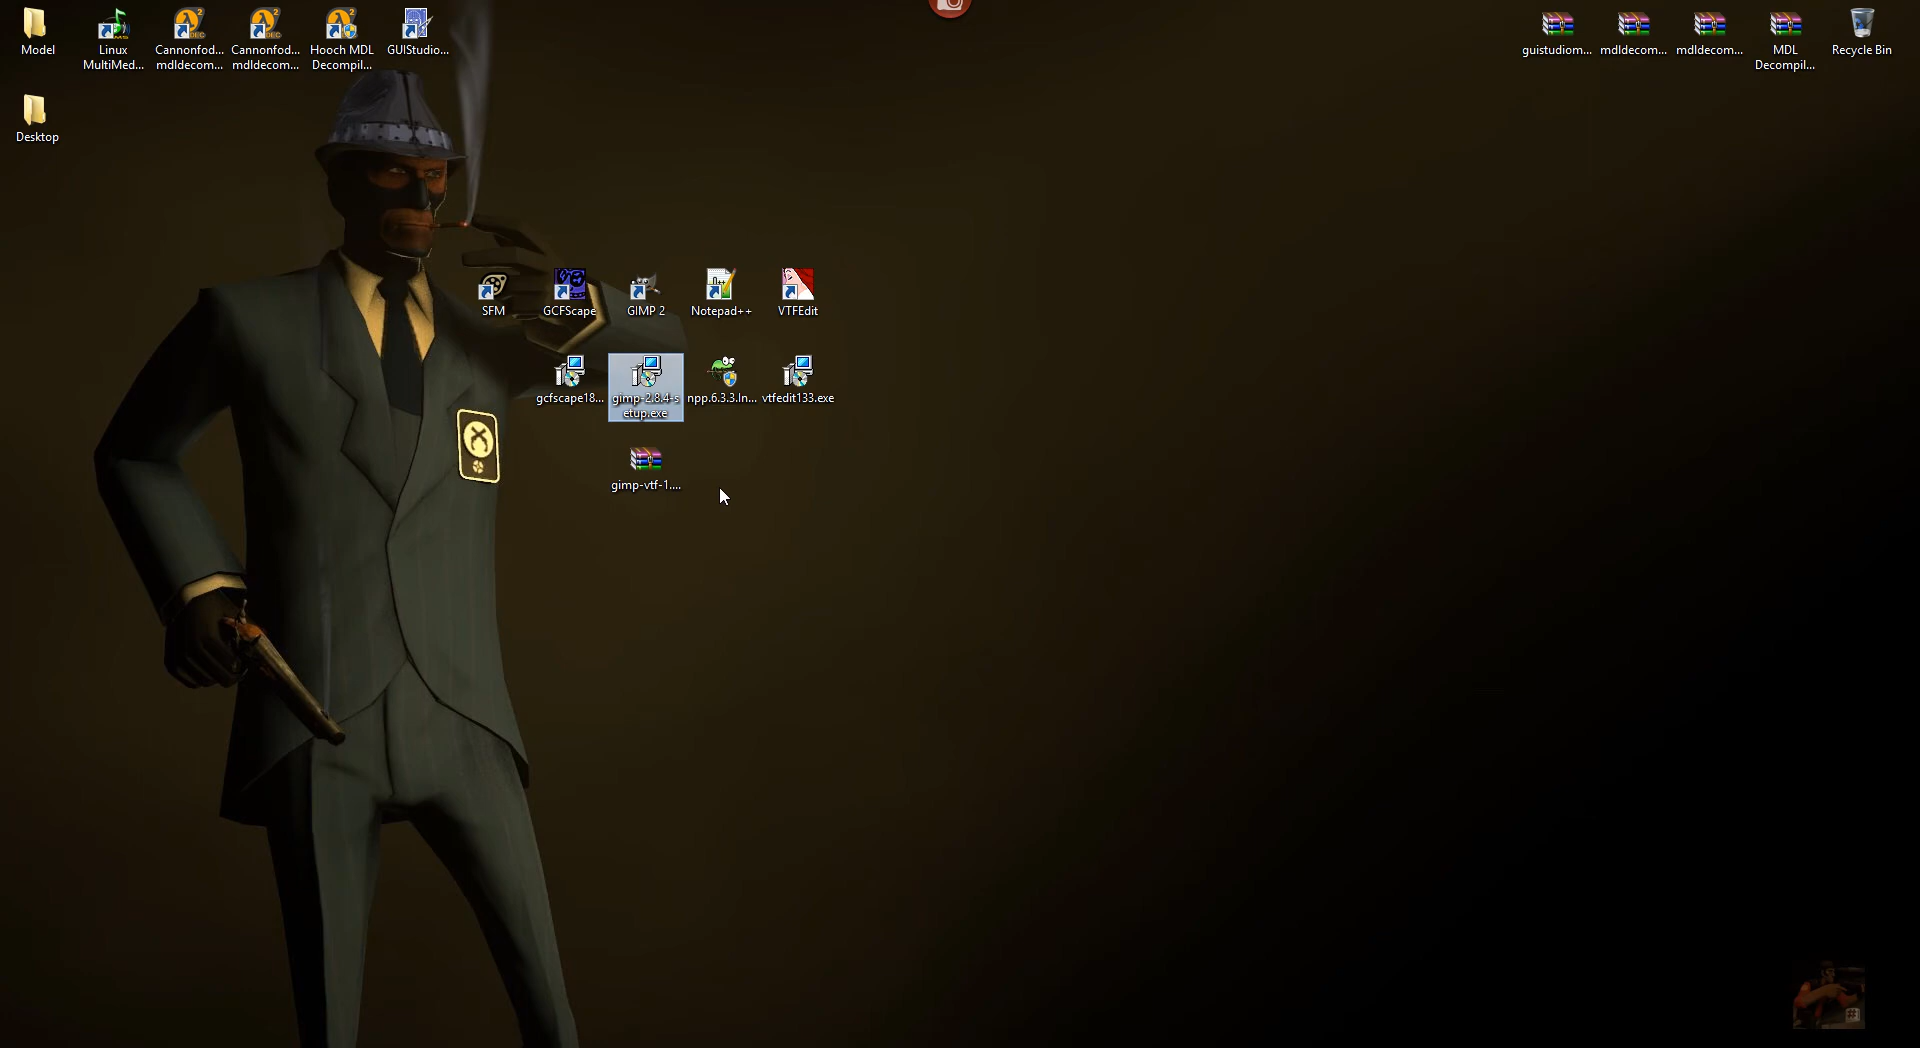 Model
Linux
MultiMed...
Cannonfod...
mdldecom...
Cannonfod...
mdldecom...
Hooch MDL
Decompil...
GUIStudio...
guistudiom...
mdldecom...
mdldecom...
MDL
Decompil...
Recycle Bin
Desktop
SFM
GCFScape
GIMP 2
Notepad++
VTFEdit
gcfscape18...
gimp-2.8.4-s
etup.exe
npp.6.3.3.In...
vtfedit133.exe
gimp-vtf-1....